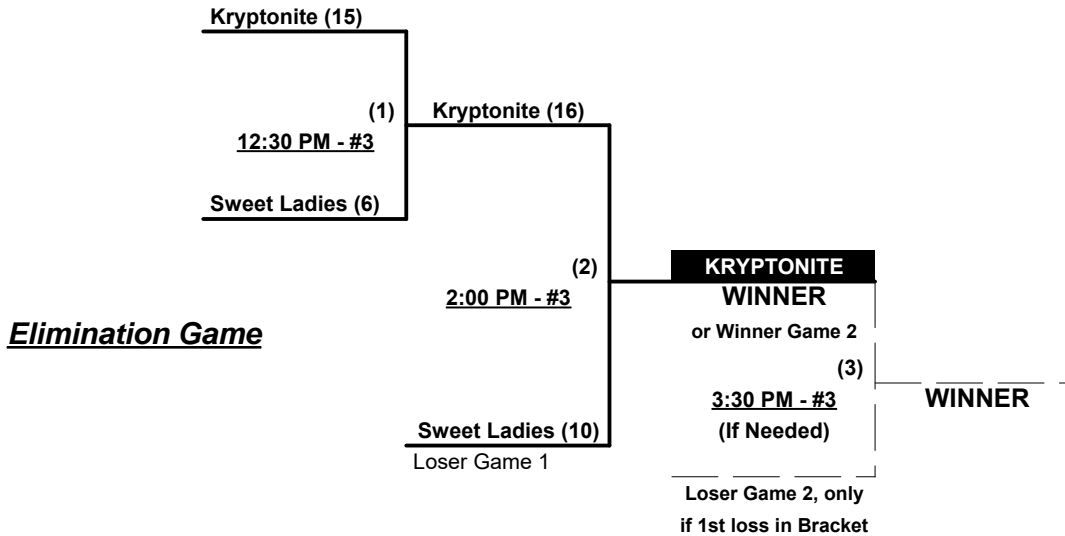 Kryptonite (15)
(1)
Kryptonite (16)
12:30 PM - #3
Sweet Ladies (6)
(2)
KRYPTONITE
2:00 PM - #3
WINNER
Elimination Game
or Winner Game 2
(3)
3:30 PM - #3
WINNER
(If Needed)
Sweet Ladies (10)
Loser Game 1
Loser Game 2, only
if 1st loss in Bracket